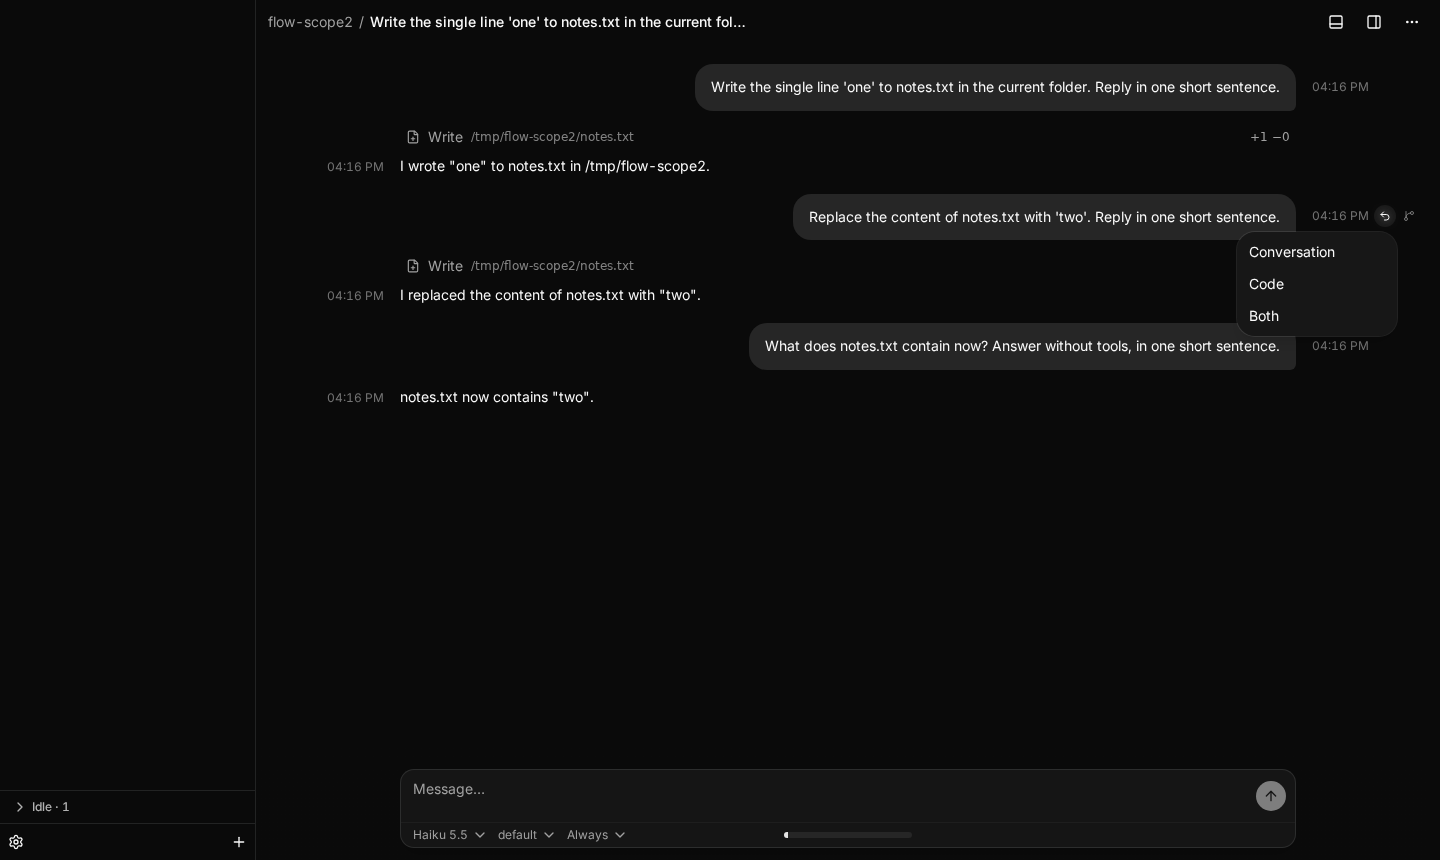 flow-scope2 / Write the single line 'one' to notes.txt in the current fol…
Write the single line 'one' to notes.txt in the current folder. Reply in one short sentence.
04:16 PM
Write /tmp/flow-scope2/notes.txt +1 −0
04:16 PM I wrote "one" to notes.txt in /tmp/flow-scope2.
Replace the content of notes.txt with 'two'. Reply in one short sentence.
04:16 PM
Conversation
Code
Both
Write /tmp/flow-scope2/notes.txt
04:16 PM I replaced the content of notes.txt with "two".
What does notes.txt contain now? Answer without tools, in one short sentence.
04:16 PM
04:16 PM notes.txt now contains "two".
Message...
Haiku 5.5 default Always
Idle · 1